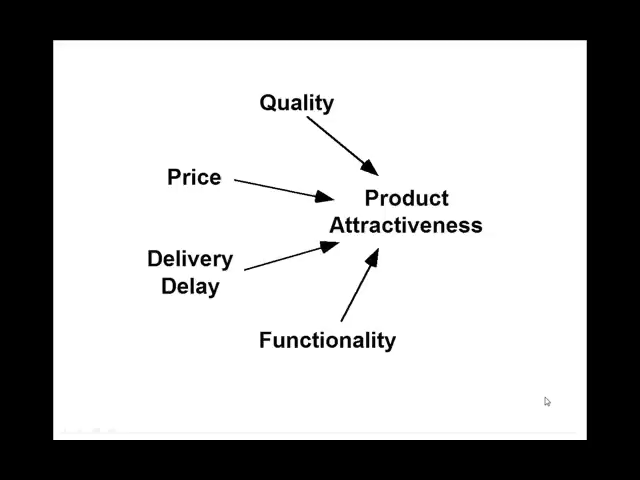 Quality
Price
Product
Attractiveness
Delivery
Delay
Functionality